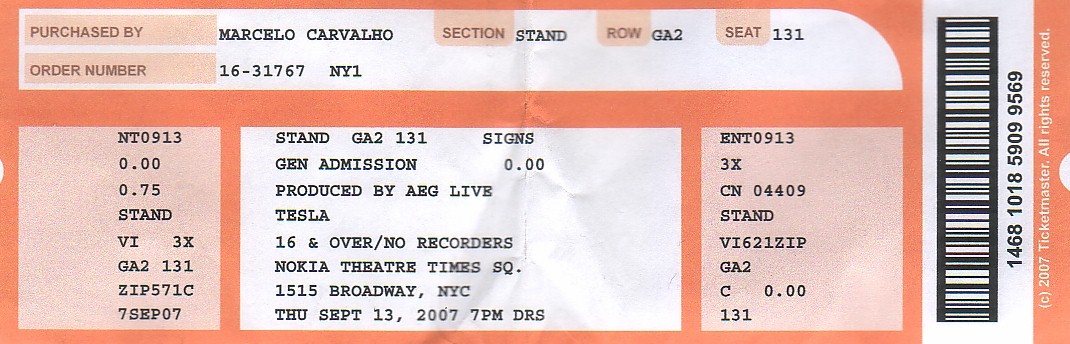 PURCHASED BY MARCELO CARVALHO SECTION STAND ROW GA2 SEAT 131
ORDER NUMBER 16-31767 NY1
NT0913
0.00
0.75
STAND
VI 3X
GA2 131
ZIP571C
7SEP07
STAND GA2 131 SIGNS
GEN ADMISSION 0.00
PRODUCED BY AEG LIVE
TESLA
16 & OVER/NO RECORDERS
NOKIA THEATRE TIMES SQ.
1515 BROADWAY, NYC
THU SEPT 13, 2007 7PM DRS
ENT0913
3X
CN 04409
STAND
VI621ZIP
GA2
C 0.00
131
1468 1018 5909 9569
(c) 2007 Ticketmaster. All rights reserved.